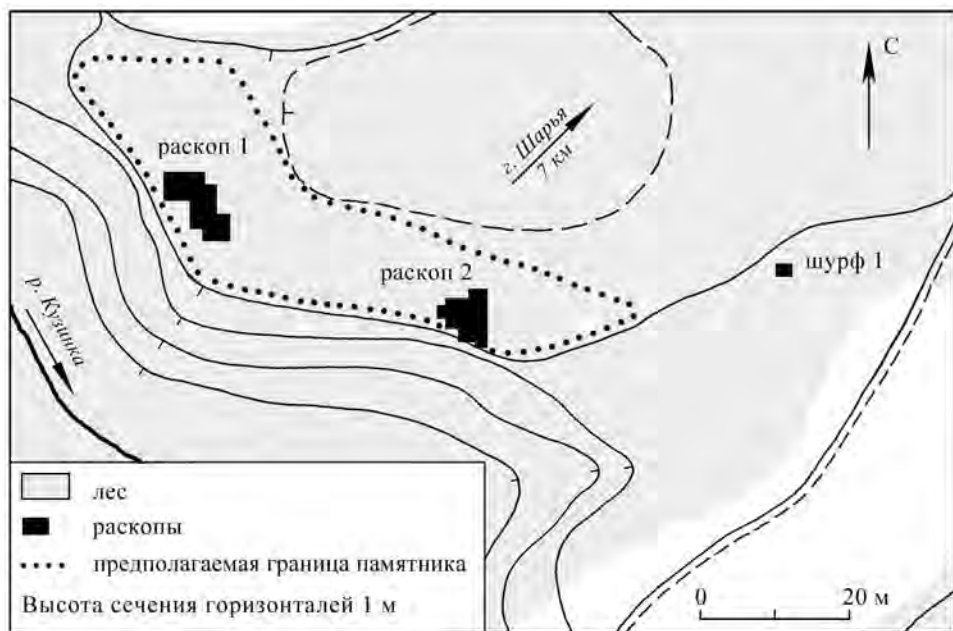 С
г. Шарья
7 км
раскоп 1
раскоп 2
шурф 1
р. Кузинка
лес
раскопы
предполагаемая граница памятника
Высота сечения горизонталей 1 м
0 20 м